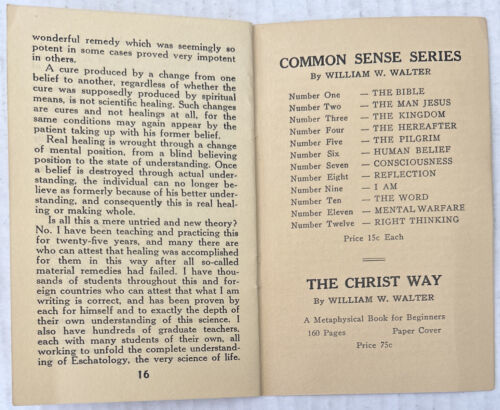 wonderful remedy which was seemingly so
potent in some cases proved very impotent
in others.
A cure produced by a change from one
belief to another, regardless of whether the
cure was supposedly produced by spiritual
means, is not scientific healing. Such changes
are cures and not healings at all, for the
same conditions may again appear by the
patient taking up with his former belief.
Real healing is wrought through a change
of mental position, from a blind believing
position to the state of understanding. Once
a belief is destroyed through actual under-
standing, the individual can no longer be-
lieve as formerly because of his better under-
standing, and consequently this is real heal-
ing or making whole.
Is all this a mere untried and new theory?
No. I have been teaching and practicing this
for twenty-five years, and many there are
who can attest that healing was accomplished
for them in this way after all so-called
material remedies had failed. I have thou-
sands of students throughout this and for-
eign countries who can attest that what I am
writing is correct, and has been proved by
each for himself and to exactly the depth of
their own understanding of this science. I
also have hundreds of graduate teachers,
each with many students of their own, all
working to unfold the complete understand-
ing of Eschatology, the very science of life.
16
COMMON SENSE SERIES
By WILLIAM W. WALTER
Number One — THE BIBLE
Number Two — THE MAN JESUS
Number Three — THE KINGDOM
Number Four — THE HEREAFTER
Number Five — THE PILGRIM
Number Six — HUMAN BELIEF
Number Seven — CONSCIOUSNESS
Number Eight — REFLECTION
Number Nine — I AM
Number Ten — THE WORD
Number Eleven — MENTAL WARFARE
Number Twelve — RIGHT THINKING
Price 15c Each
THE CHRIST WAY
By WILLIAM W. WALTER
A Metaphysical Book for Beginners
160 Pages Paper Cover
Price 75c